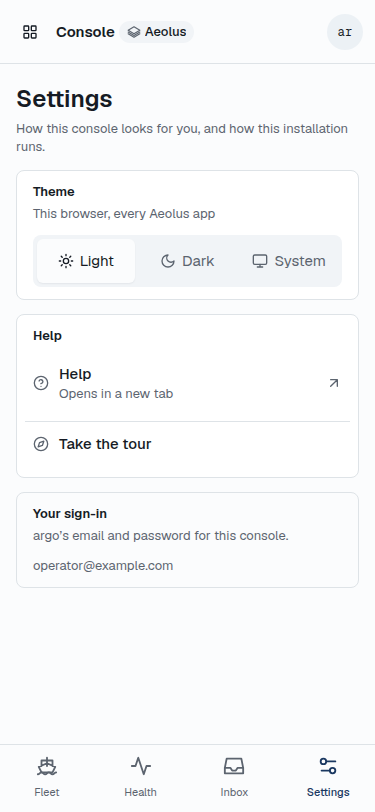 Console Aeolus ar
Settings
How this console looks for you, and how this installation
runs.
Theme
This browser, every Aeolus app
Light Dark System
Help
Help
Opens in a new tab
Take the tour
Your sign-in
argo's email and password for this console.
operator@example.com
Fleet Health Inbox Settings